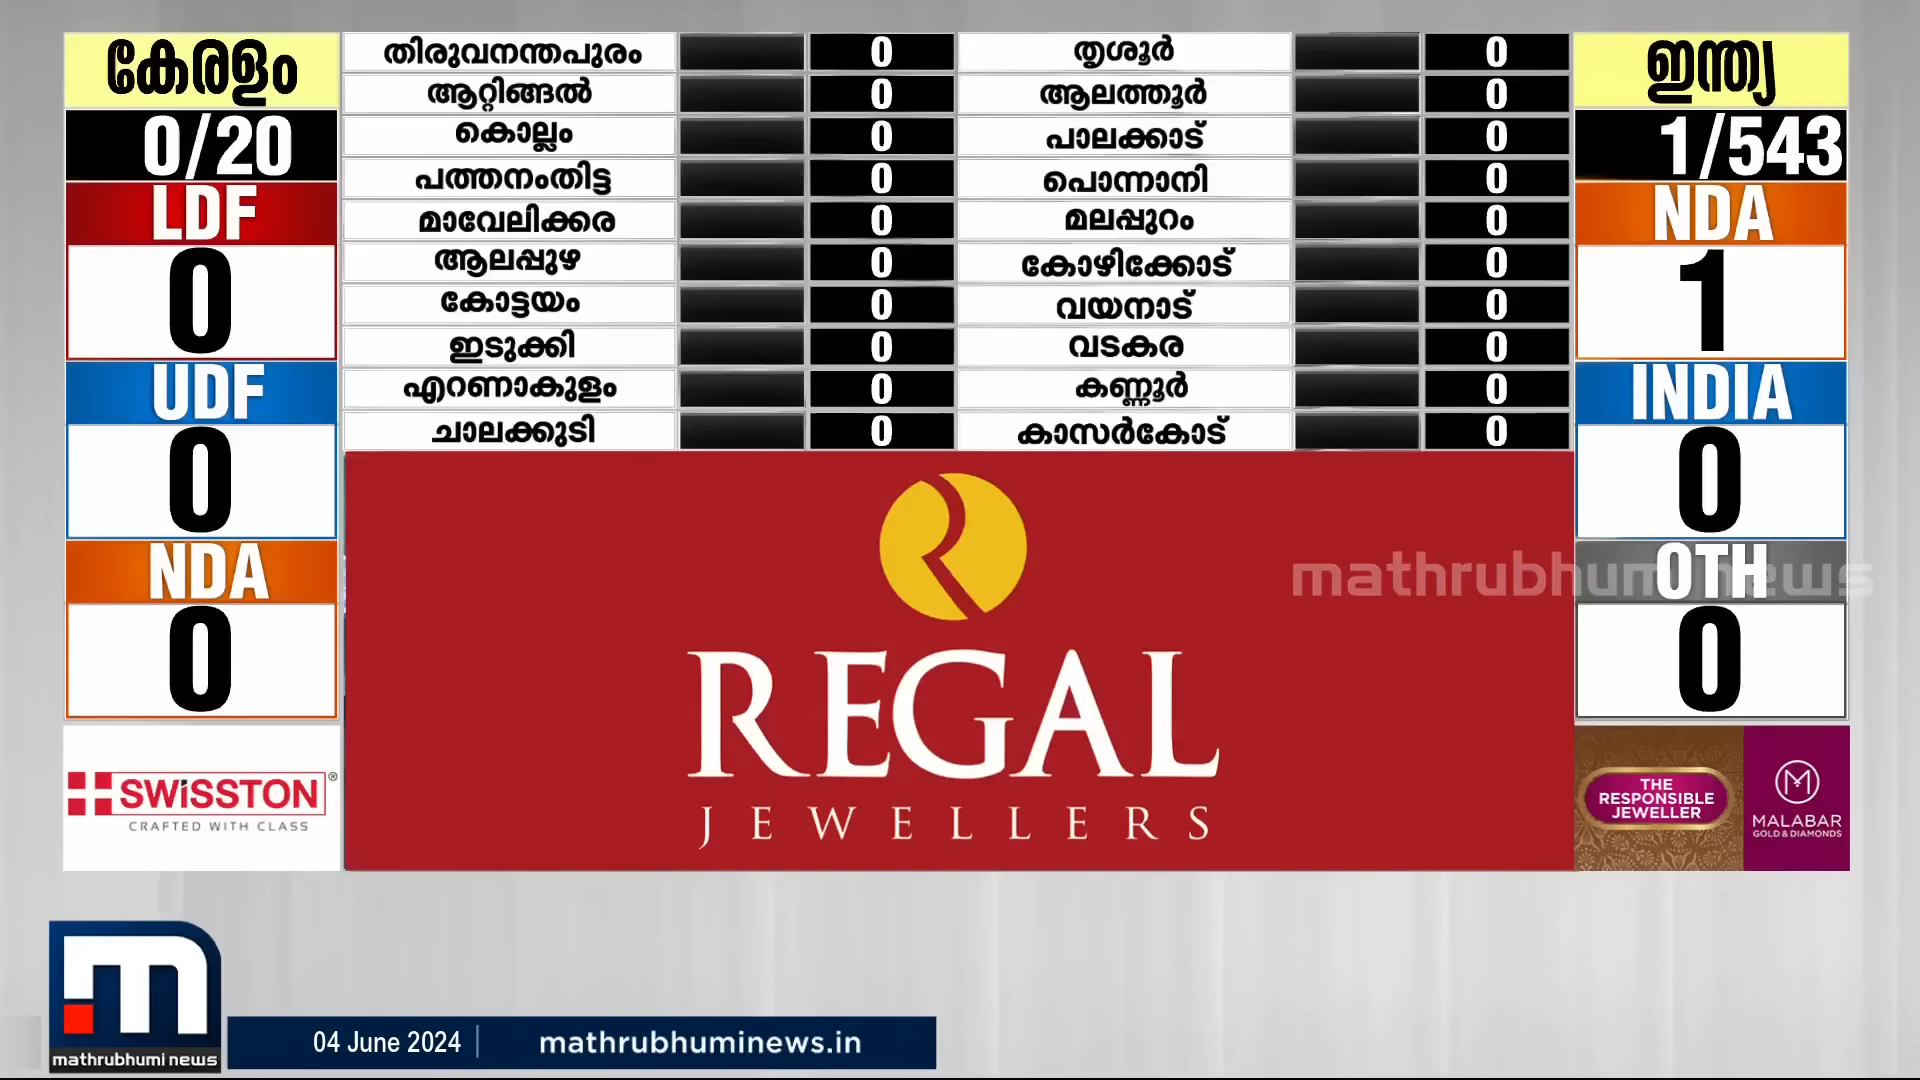 കേരളം
0/20
LDF
0
UDF
0
NDA
0
തിരുവനന്തപുരം 0
ആറ്റിങ്ങൽ 0
കൊല്ലം 0
പത്തനംതിട്ട 0
മാവേലിക്കര 0
ആലപ്പുഴ 0
കോട്ടയം 0
ഇടുക്കി 0
എറണാകുളം 0
ചാലക്കുടി 0
തൃശൂർ 0
ആലത്തൂർ 0
പാലക്കാട് 0
പൊന്നാനി 0
മലപ്പുറം 0
കോഴിക്കോട് 0
വയനാട് 0
വടകര 0
കണ്ണൂർ 0
കാസർകോട് 0
ഇന്ത്യ
1/543
NDA
1
INDIA
0
OTH
0
mathrubhumi news
REGAL
JEWELLERS
SWISSTON®
CRAFTED WITH CLASS
THE
RESPONSIBLE
JEWELLER
MALABAR
GOLD & DIAMONDS
mathrubhumi news
04 June 2024
mathrubhuminews.in